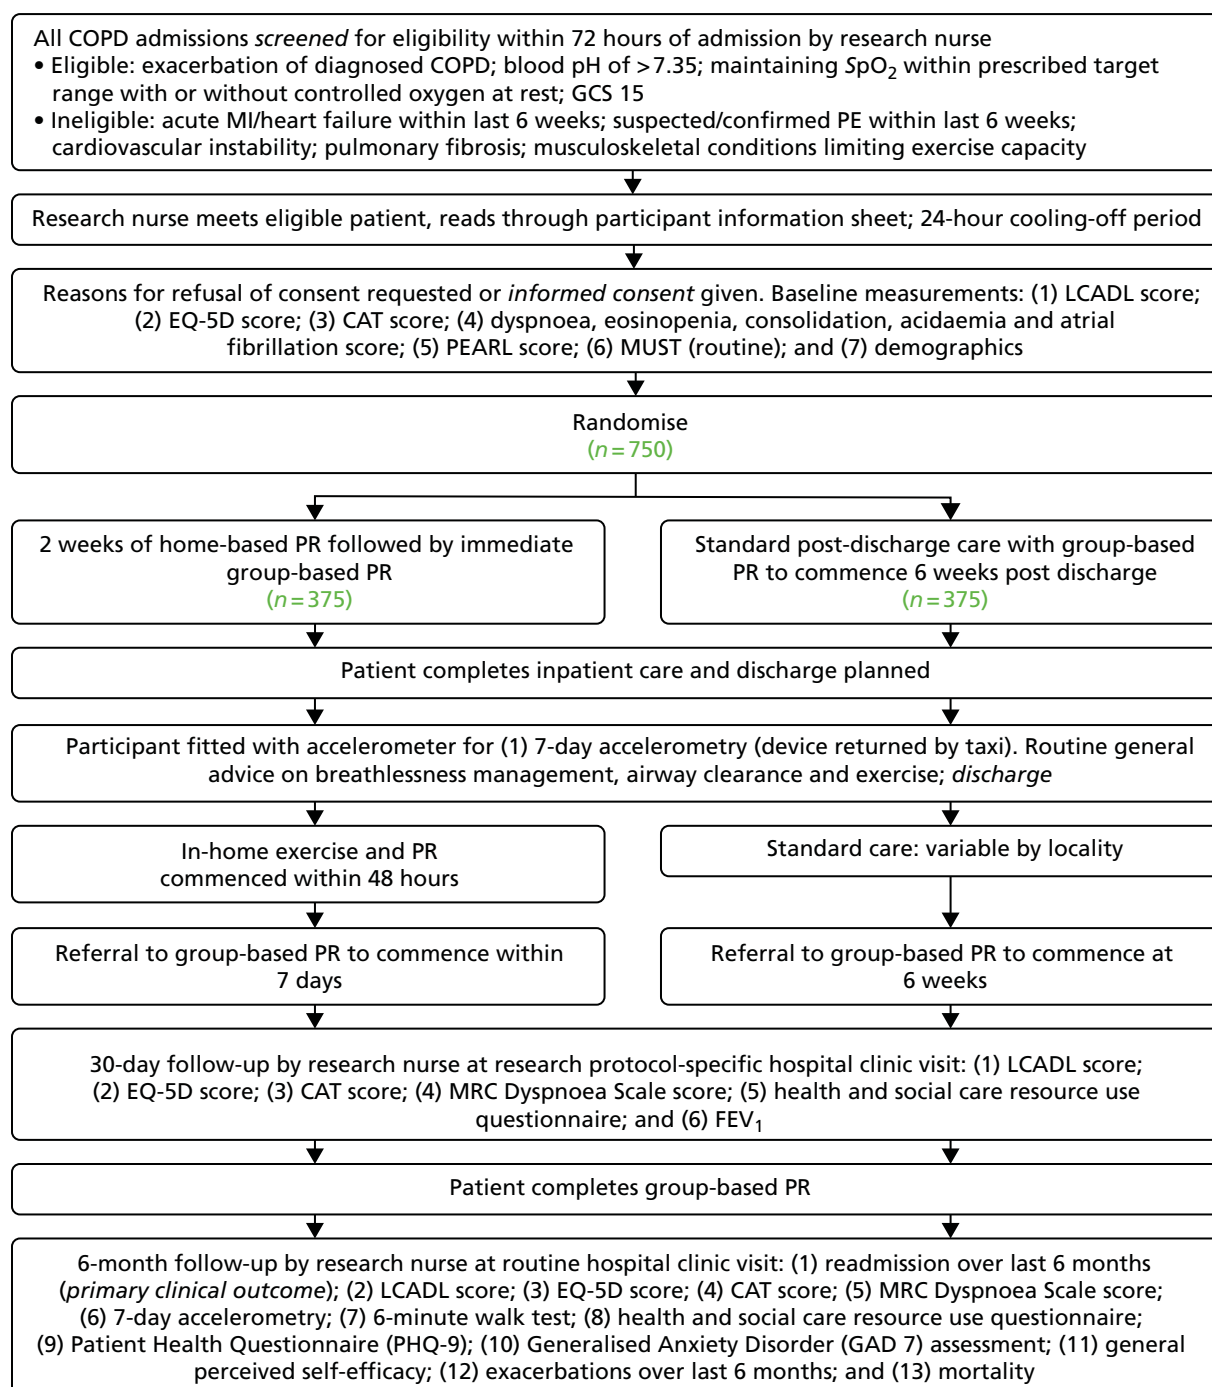 All COPD admissions screened for eligibility within 72 hours of admission by research nurse
• Eligible: exacerbation of diagnosed COPD; blood pH of >7.35; maintaining SpO2 within prescribed target
range with or without controlled oxygen at rest; GCS 15
• Ineligible: acute MI/heart failure within last 6 weeks; suspected/confirmed PE within last 6 weeks;
cardiovascular instability; pulmonary fibrosis; musculoskeletal conditions limiting exercise capacity
Research nurse meets eligible patient, reads through participant information sheet; 24-hour cooling-off period
Reasons for refusal of consent requested or informed consent given. Baseline measurements: (1) LCADL score;
(2) EQ-5D score; (3) CAT score; (4) dyspnoea, eosinopenia, consolidation, acidaemia and atrial
fibrillation score; (5) PEARL score; (6) MUST (routine); and (7) demographics
Randomise
(n=750)
2 weeks of home-based PR followed by immediate
group-based PR
(n=375)
Standard post-discharge care with group-based
PR to commence 6 weeks post discharge
(n=375)
Patient completes inpatient care and discharge planned
Participant fitted with accelerometer for (1) 7-day accelerometry (device returned by taxi). Routine general
advice on breathlessness management, airway clearance and exercise; discharge
In-home exercise and PR
commenced within 48 hours
Standard care: variable by locality
Referral to group-based PR to commence within
7 days
Referral to group-based PR to commence at
6 weeks
30-day follow-up by research nurse at research protocol-specific hospital clinic visit: (1) LCADL score;
(2) EQ-5D score; (3) CAT score; (4) MRC Dyspnoea Scale score; (5) health and social care resource use
questionnaire; and (6) FEV1
Patient completes group-based PR
6-month follow-up by research nurse at routine hospital clinic visit: (1) readmission over last 6 months
(primary clinical outcome); (2) LCADL score; (3) EQ-5D score; (4) CAT score; (5) MRC Dyspnoea Scale score;
(6) 7-day accelerometry; (7) 6-minute walk test; (8) health and social care resource use questionnaire;
(9) Patient Health Questionnaire (PHQ-9); (10) Generalised Anxiety Disorder (GAD 7) assessment; (11) general
perceived self-efficacy; (12) exacerbations over last 6 months; and (13) mortality